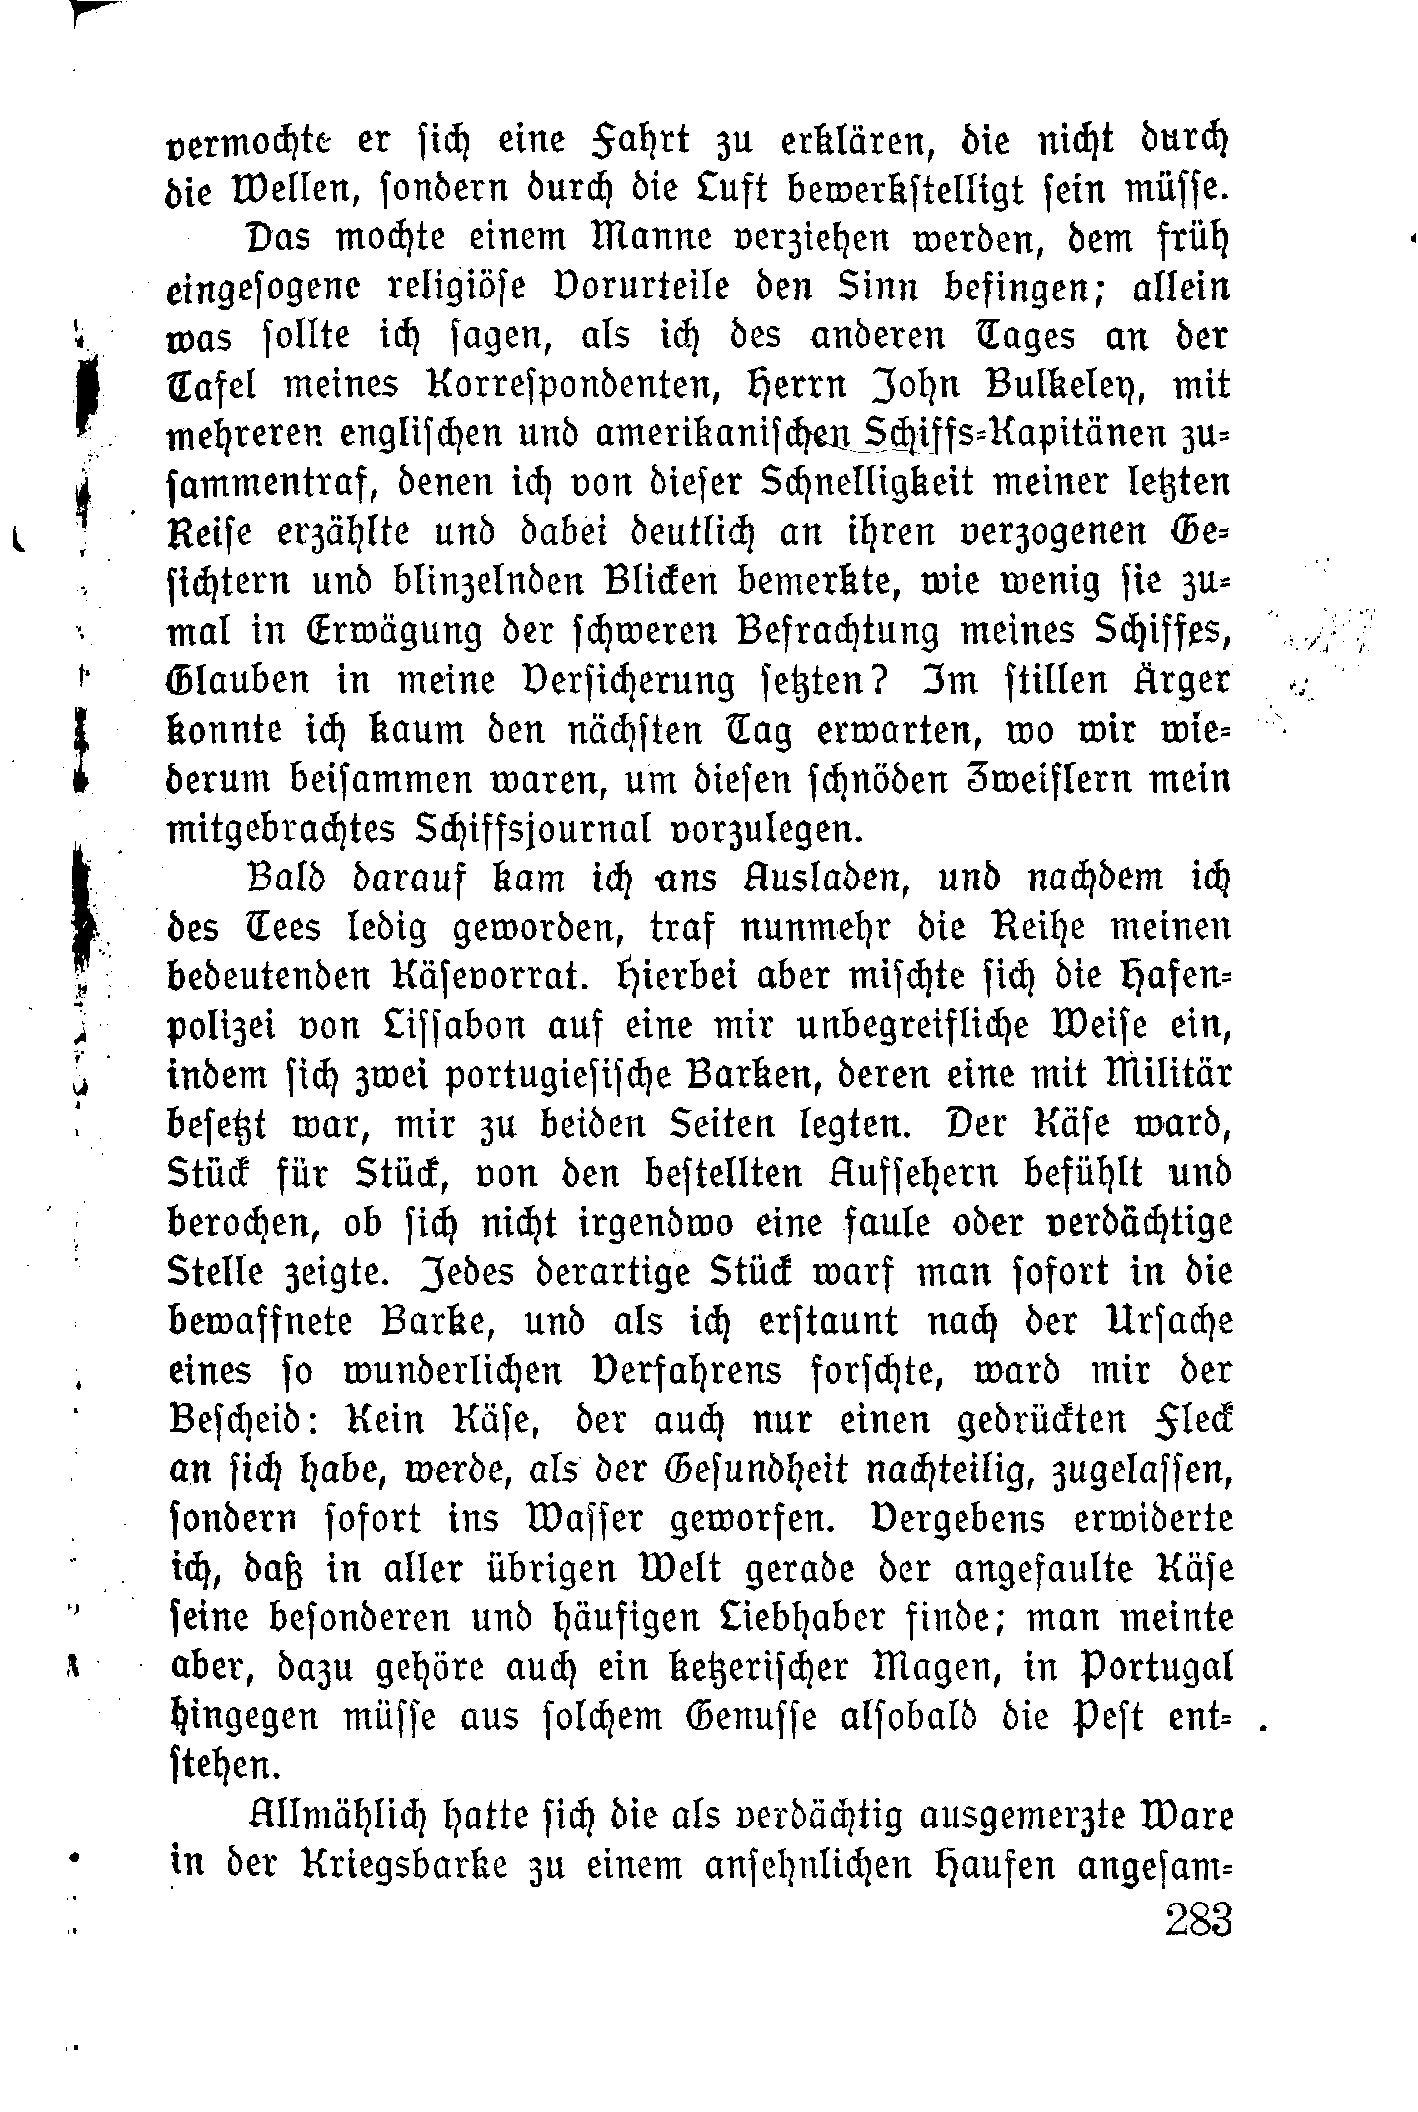 vermochte er sich eine Fahrt zu erklären, die nicht durch
die Wellen, sondern durch die Luft bewerkstelligt sein müsse.
Das mochte einem Manne verziehen werden, dem früh
eingesogene religiöse Vorurteile den Sinn befingen; allein
was sollte ich sagen, als ich des anderen Tages an der
Tafel meines Korrespondenten, Herrn John Bulkeley, mit
mehreren englischen und amerikanischen Schiffs-Kapitänen zu-
sammentraf, denen ich von dieser Schnelligkeit meiner letzten
Reise erzählte und dabei deutlich an ihren verzogenen Ge-
sichtern und blinzelnden Blicken bemerkte, wie wenig sie zu-
mal in Erwägung der schweren Befrachtung meines Schiffes,
Glauben in meine Versicherung setzten? Im stillen Ärger
konnte ich kaum den nächsten Tag erwarten, wo wir wie-
derum beisammen waren, um diesen schnöden Zweiflern mein
mitgebrachtes Schiffsjournal vorzulegen.
Bald darauf kam ich ans Ausladen, und nachdem ich
des Tees ledig geworden, traf nunmehr die Reihe meinen
bedeutenden Käsevorrat. Hierbei aber mischte sich die Hafen-
polizei von Lissabon auf eine mir unbegreifliche Weise ein,
indem sich zwei portugiesische Barken, deren eine mit Militär
besetzt war, mir zu beiden Seiten legten. Der Käse ward,
Stück für Stück, von den bestellten Aufsehern befühlt und
berochen, ob sich nicht irgendwo eine faule oder verdächtige
Stelle zeigte. Jedes derartige Stück warf man sofort in die
bewaffnete Barke, und als ich erstaunt nach der Ursache
eines so wunderlichen Verfahrens forschte, ward mir der
Bescheid: Kein Käse, der auch nur einen gedrückten Fleck
an sich habe, werde, als der Gesundheit nachteilig, zugelassen,
sondern sofort ins Wasser geworfen. Vergebens erwiderte
ich, daß in aller übrigen Welt gerade der angefaulte Käse
seine besonderen und häufigen Liebhaber finde; man meinte
aber, dazu gehöre auch ein ketzerischer Magen, in Portugal
hingegen müsse aus solchem Genusse alsobald die Pest ent-
stehen.
Allmählich hatte sich die als verdächtig ausgemerzte Ware
in der Kriegsbarke zu einem ansehnlichen Haufen angesam-
283